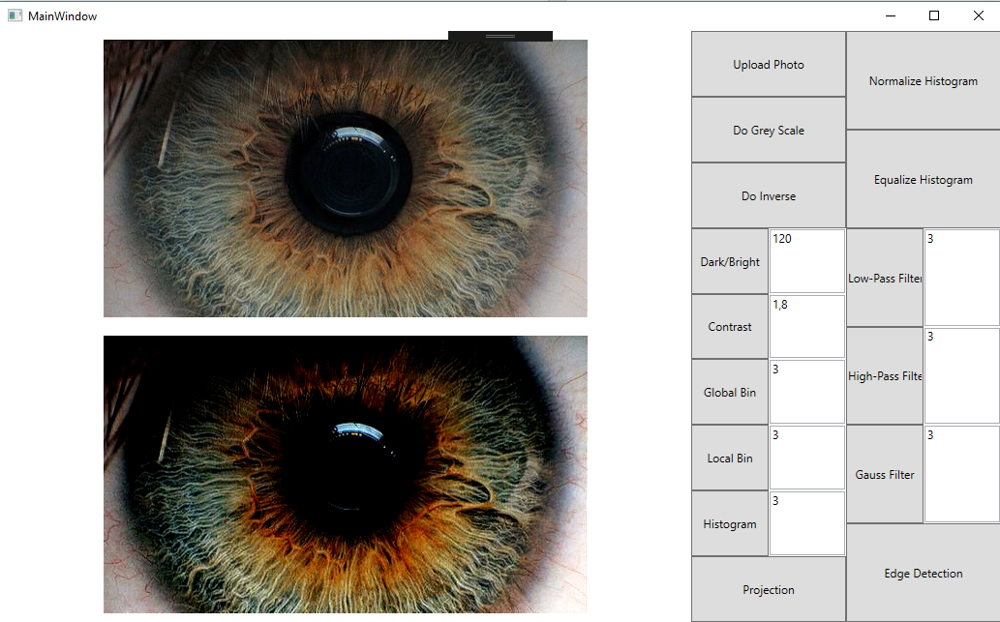 MainWindow
Upload Photo
Normalize Histogram
Do Grey Scale
Equalize Histogram
Do Inverse
Dark/Bright
120
Low-Pass Filter
3
Contrast
1,8
High-Pass Filte
3
Global Bin
3
Local Bin
3
Gauss Filter
3
Histogram
3
Edge Detection
Projection